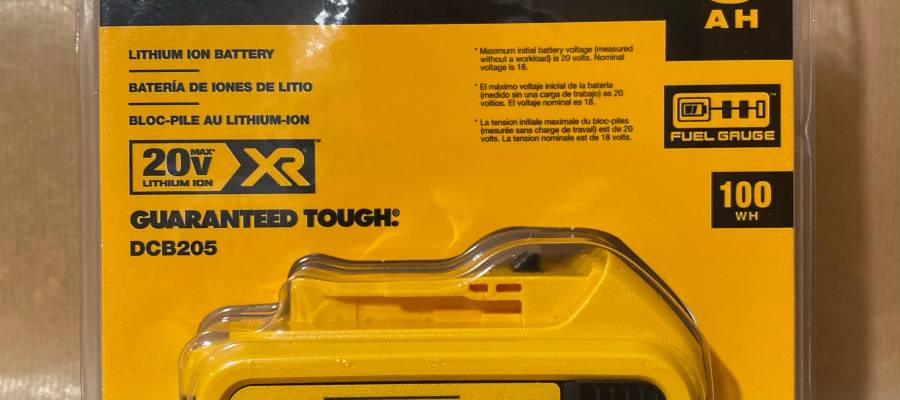 AH
LITHIUM ION BATTERY
BATERÍA DE IONES DE LITIO
BLOC-PILE AU LITHIUM-ION
* Maximum initial battery voltage (measured
without a workload) is 20 volts. Nominal
voltage is 18.
* El máximo voltaje inicial de la batería
(medido sin una carga de trabajo) es 20
voltios. El voltaje nominal es 18.
* La tension initiale maximale du bloc-piles
(mesurée sans charge de travail) est de 20
volts. La tension nominale est de 18 volts.
FUEL GAUGE™
20V MAX* XR™
LITHIUM ION
100
WH
GUARANTEED TOUGH.®
DCB205